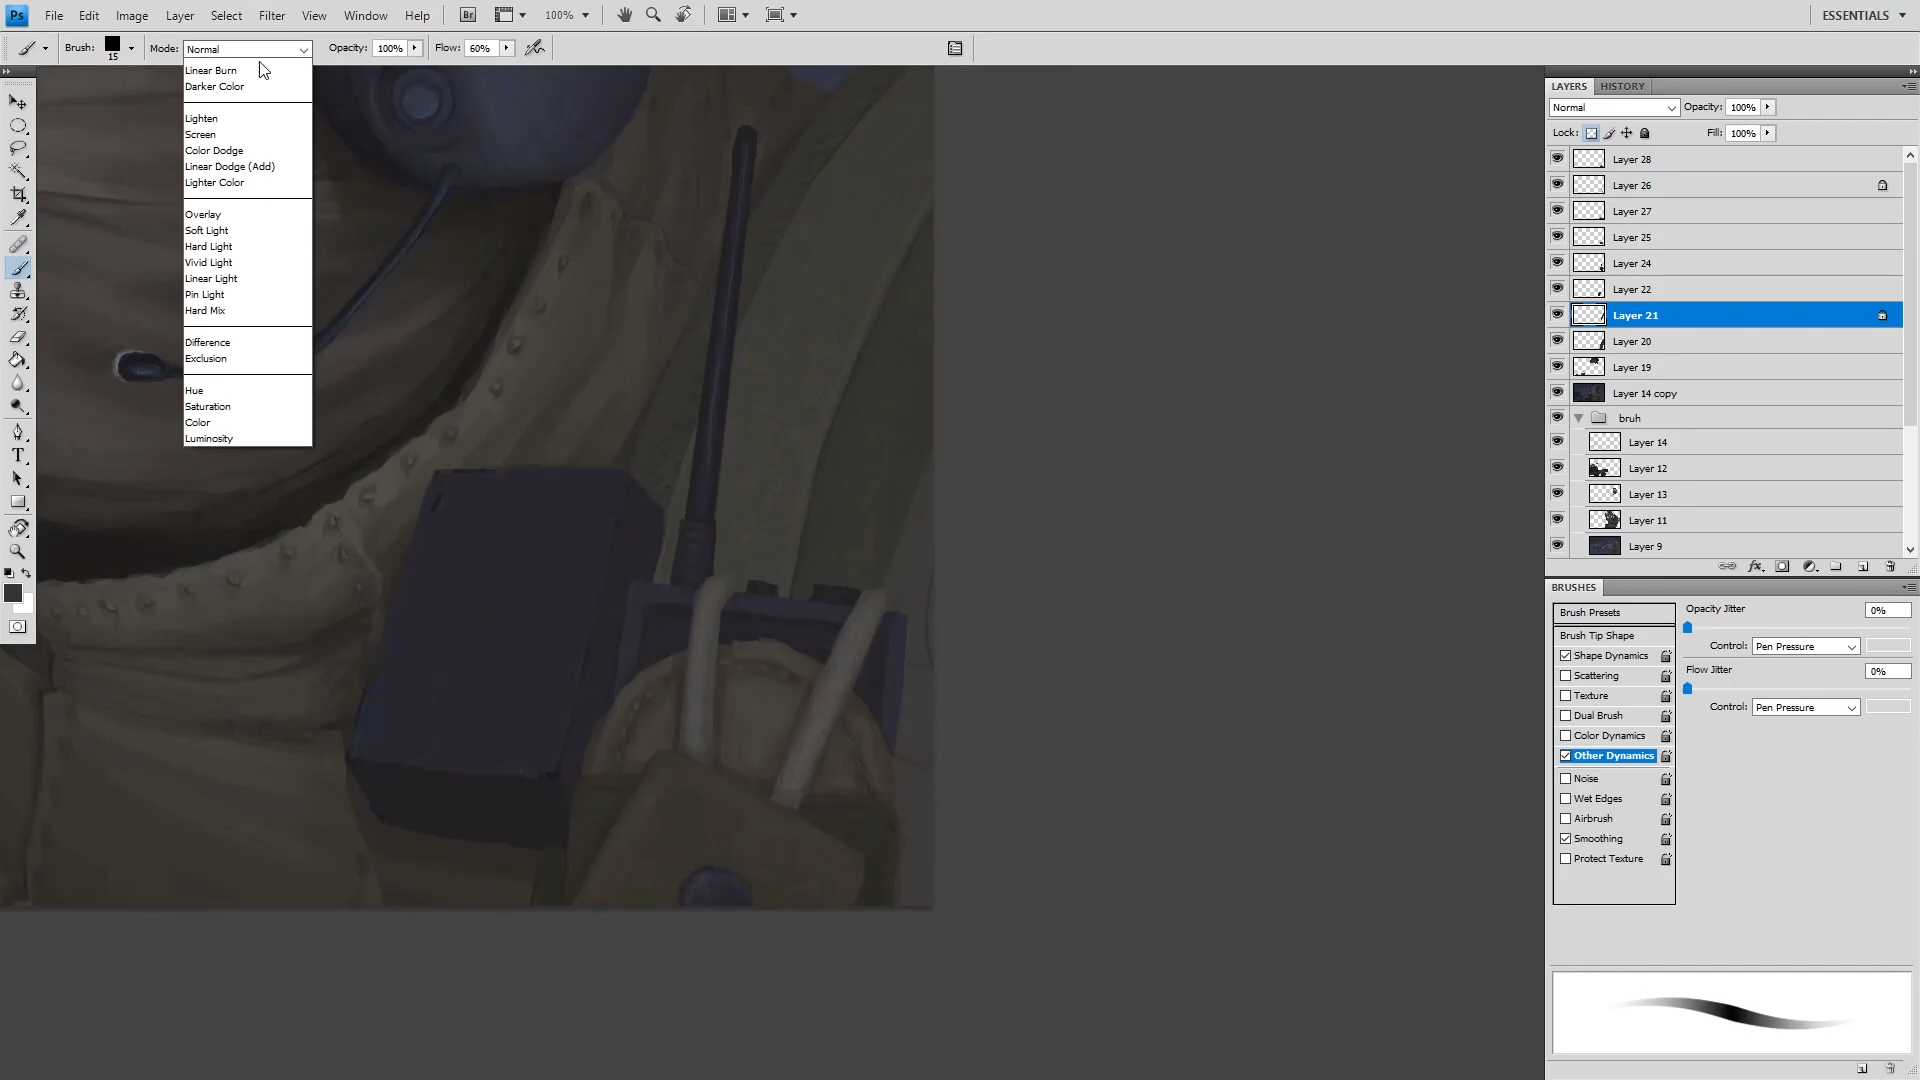 Ps File Edit Image Layer Select Filter View Window Help Br 100% ESSENTIALS
Brush: 15 Mode: Normal Opacity: 100% Flow: 60%
Linear Burn
Darker Color
Lighten
Screen
Color Dodge
Linear Dodge (Add)
Lighter Color
Overlay
Soft Light
Hard Light
Vivid Light
Linear Light
Pin Light
Hard Mix
Difference
Exclusion
Hue
Saturation
Color
Luminosity
LAYERS HISTORY
Normal Opacity: 100%
Lock: Fill: 100%
Layer 28
Layer 26
Layer 27
Layer 25
Layer 24
Layer 22
Layer 21
Layer 20
Layer 19
Layer 14 copy
bruh
Layer 14
Layer 12
Layer 13
Layer 11
Layer 9
BRUSHES
Brush Presets
Brush Tip Shape
Shape Dynamics
Scattering
Texture
Dual Brush
Color Dynamics
Other Dynamics
Noise
Wet Edges
Airbrush
Smoothing
Protect Texture
Opacity Jitter 0%
Control: Pen Pressure
Flow Jitter 0%
Control: Pen Pressure